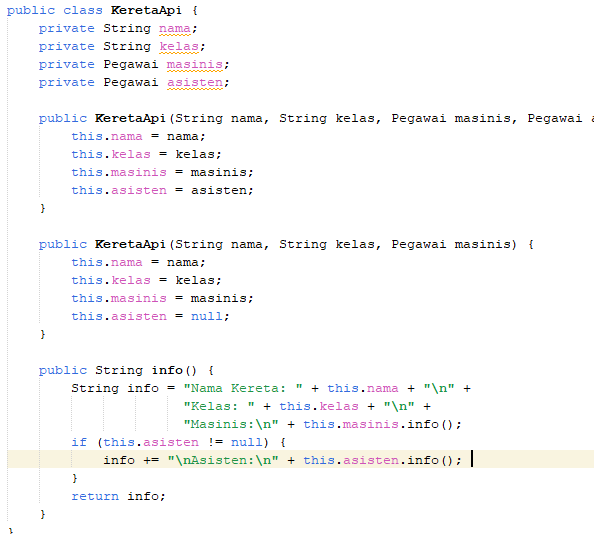 public class KeretaApi {
    private String nama;
    private String kelas;
    private Pegawai masinis;
    private Pegawai asisten;

    public KeretaApi(String nama, String kelas, Pegawai masinis, Pegawai
        this.nama = nama;
        this.kelas = kelas;
        this.masinis = masinis;
        this.asisten = asisten;
    }

    public KeretaApi(String nama, String kelas, Pegawai masinis) {
        this.nama = nama;
        this.kelas = kelas;
        this.masinis = masinis;
        this.asisten = null;
    }

    public String info() {
        String info = "Nama Kereta: " + this.nama + "\n" +
                      "Kelas: " + this.kelas + "\n" +
                      "Masinis:\n" + this.masinis.info();
        if (this.asisten != null) {
            info += "\nAsisten:\n" + this.asisten.info();
        }
        return info;
    }
}